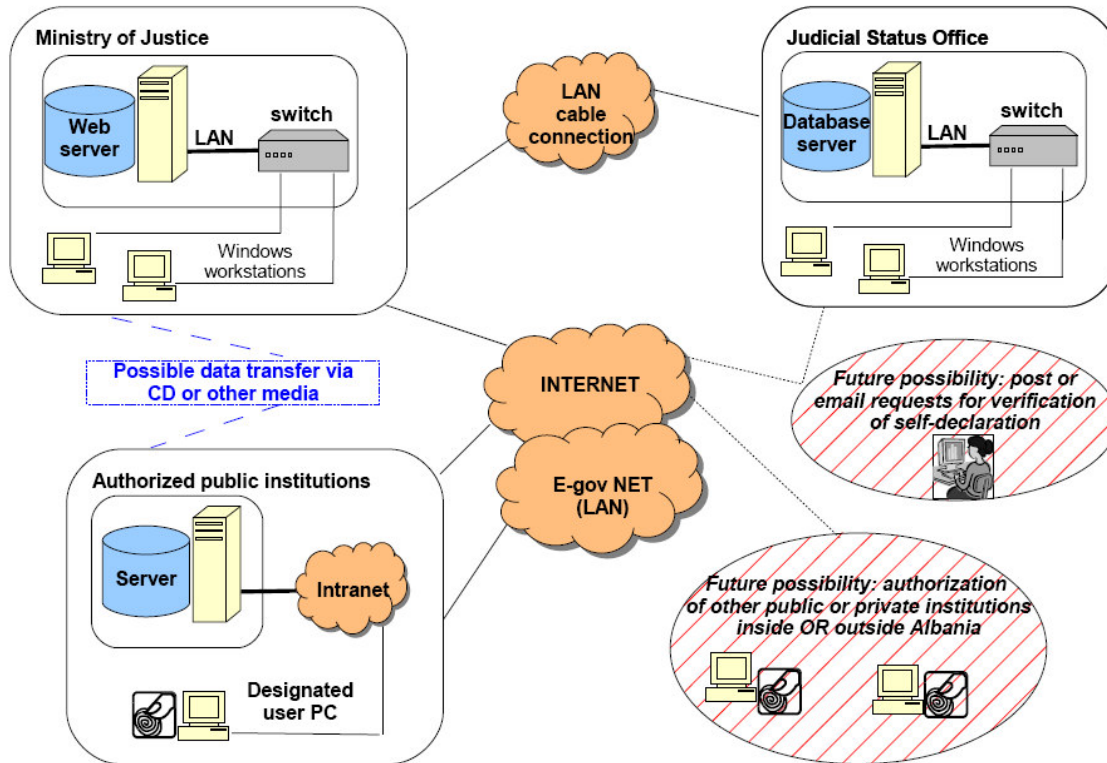 Ministry of Justice
Web
server
LAN
switch
Windows
workstations
LAN
cable
connection
Judicial Status Office
Database
server
LAN
switch
Windows
workstations
Possible data transfer via
CD or other media
INTERNET
E-gov NET
(LAN)
Future possibility: post or
email requests for verification
of self-declaration
Authorized public institutions
Server
Intranet
Designated
user PC
Future possibility: authorization
of other public or private institutions
inside OR outside Albania